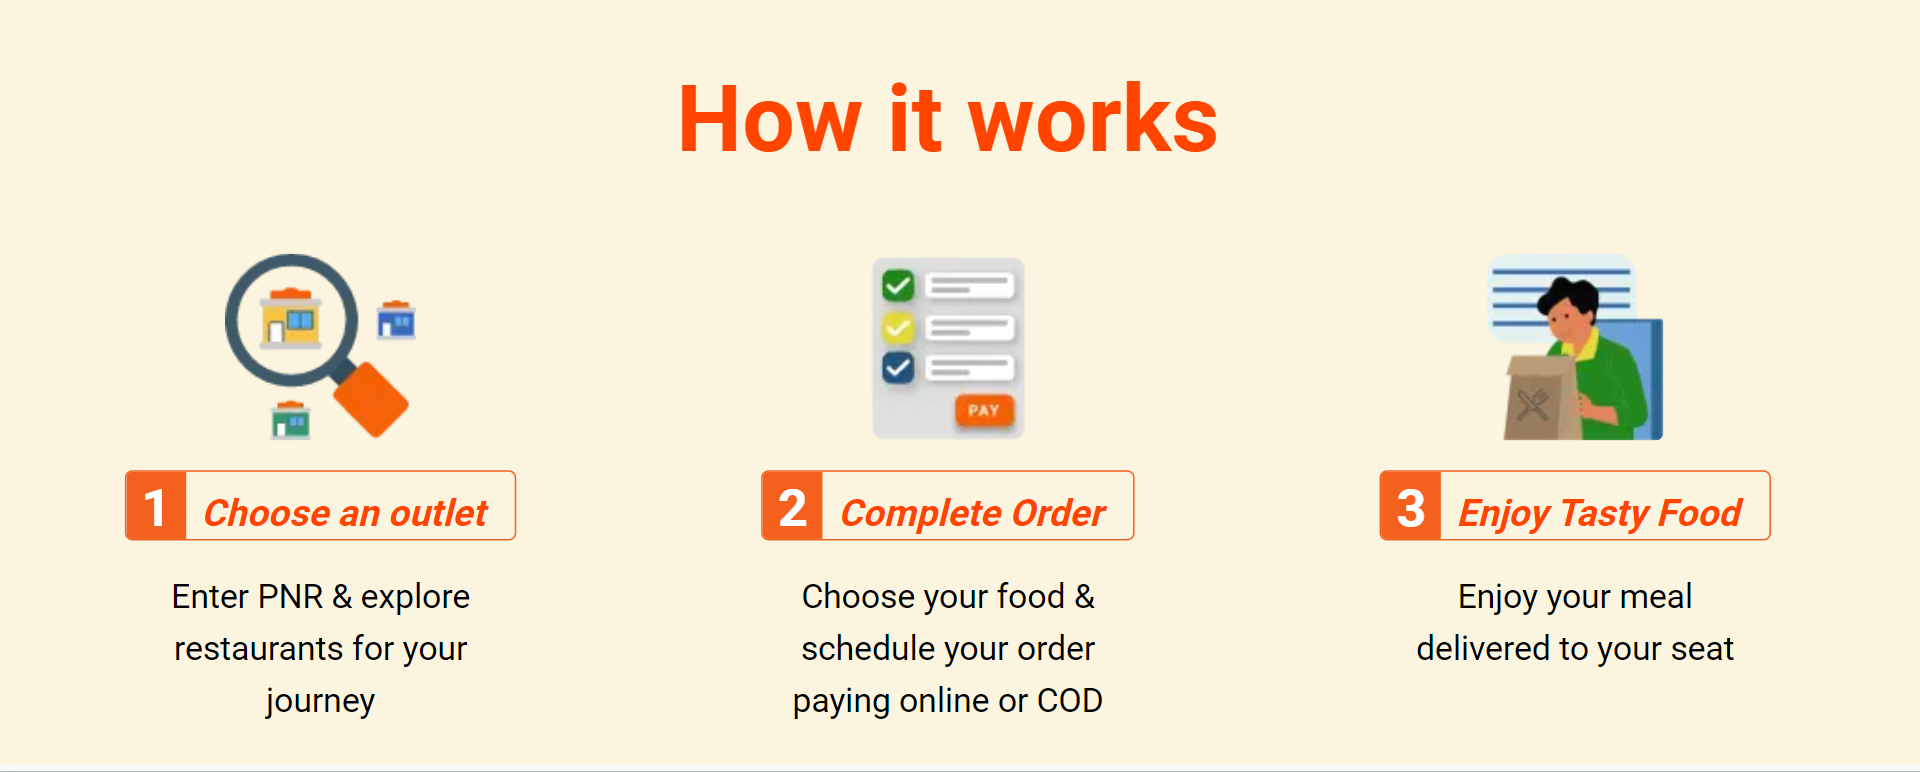 How it works
PAY
1 Choose an outlet
Enter PNR & explore
restaurants for your
journey
2 Complete Order
Choose your food &
schedule your order
paying online or COD
3 Enjoy Tasty Food
Enjoy your meal
delivered to your seat